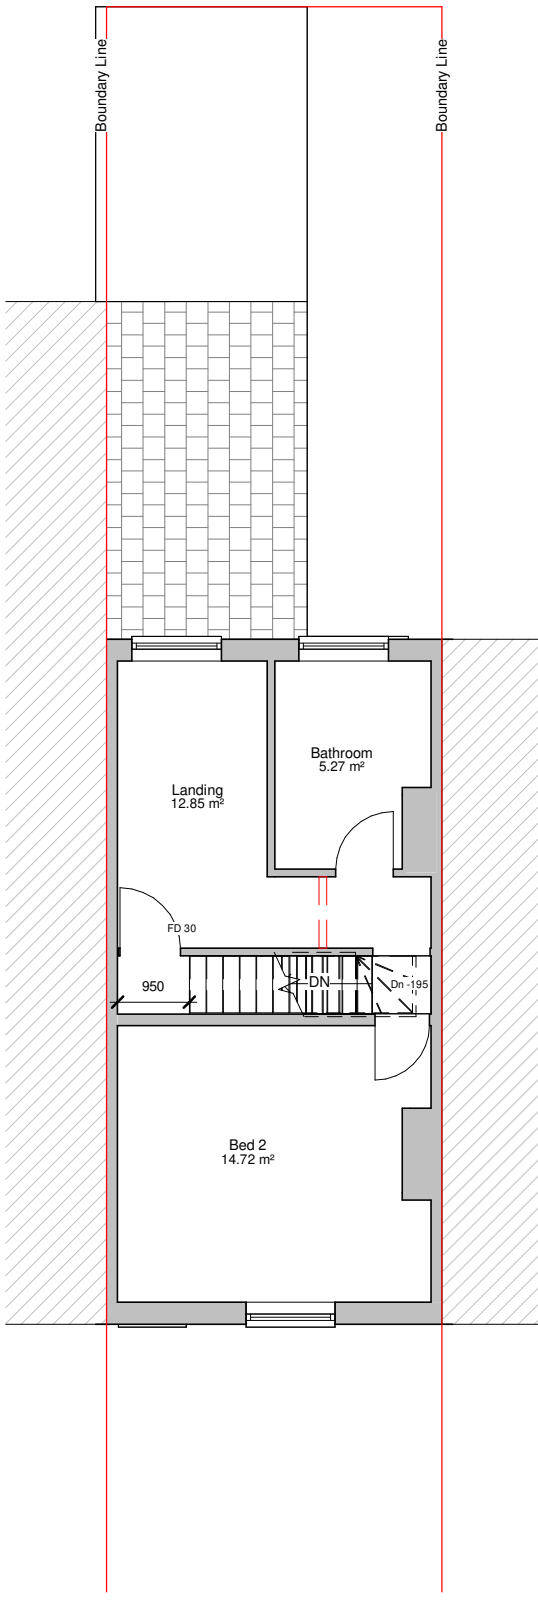 Boundary Line
Boundary Line
Bathroom
5.27 m²
Landing
12.85 m²
FD 30
950
DN
Dn -195
Bed 2
14.72 m²